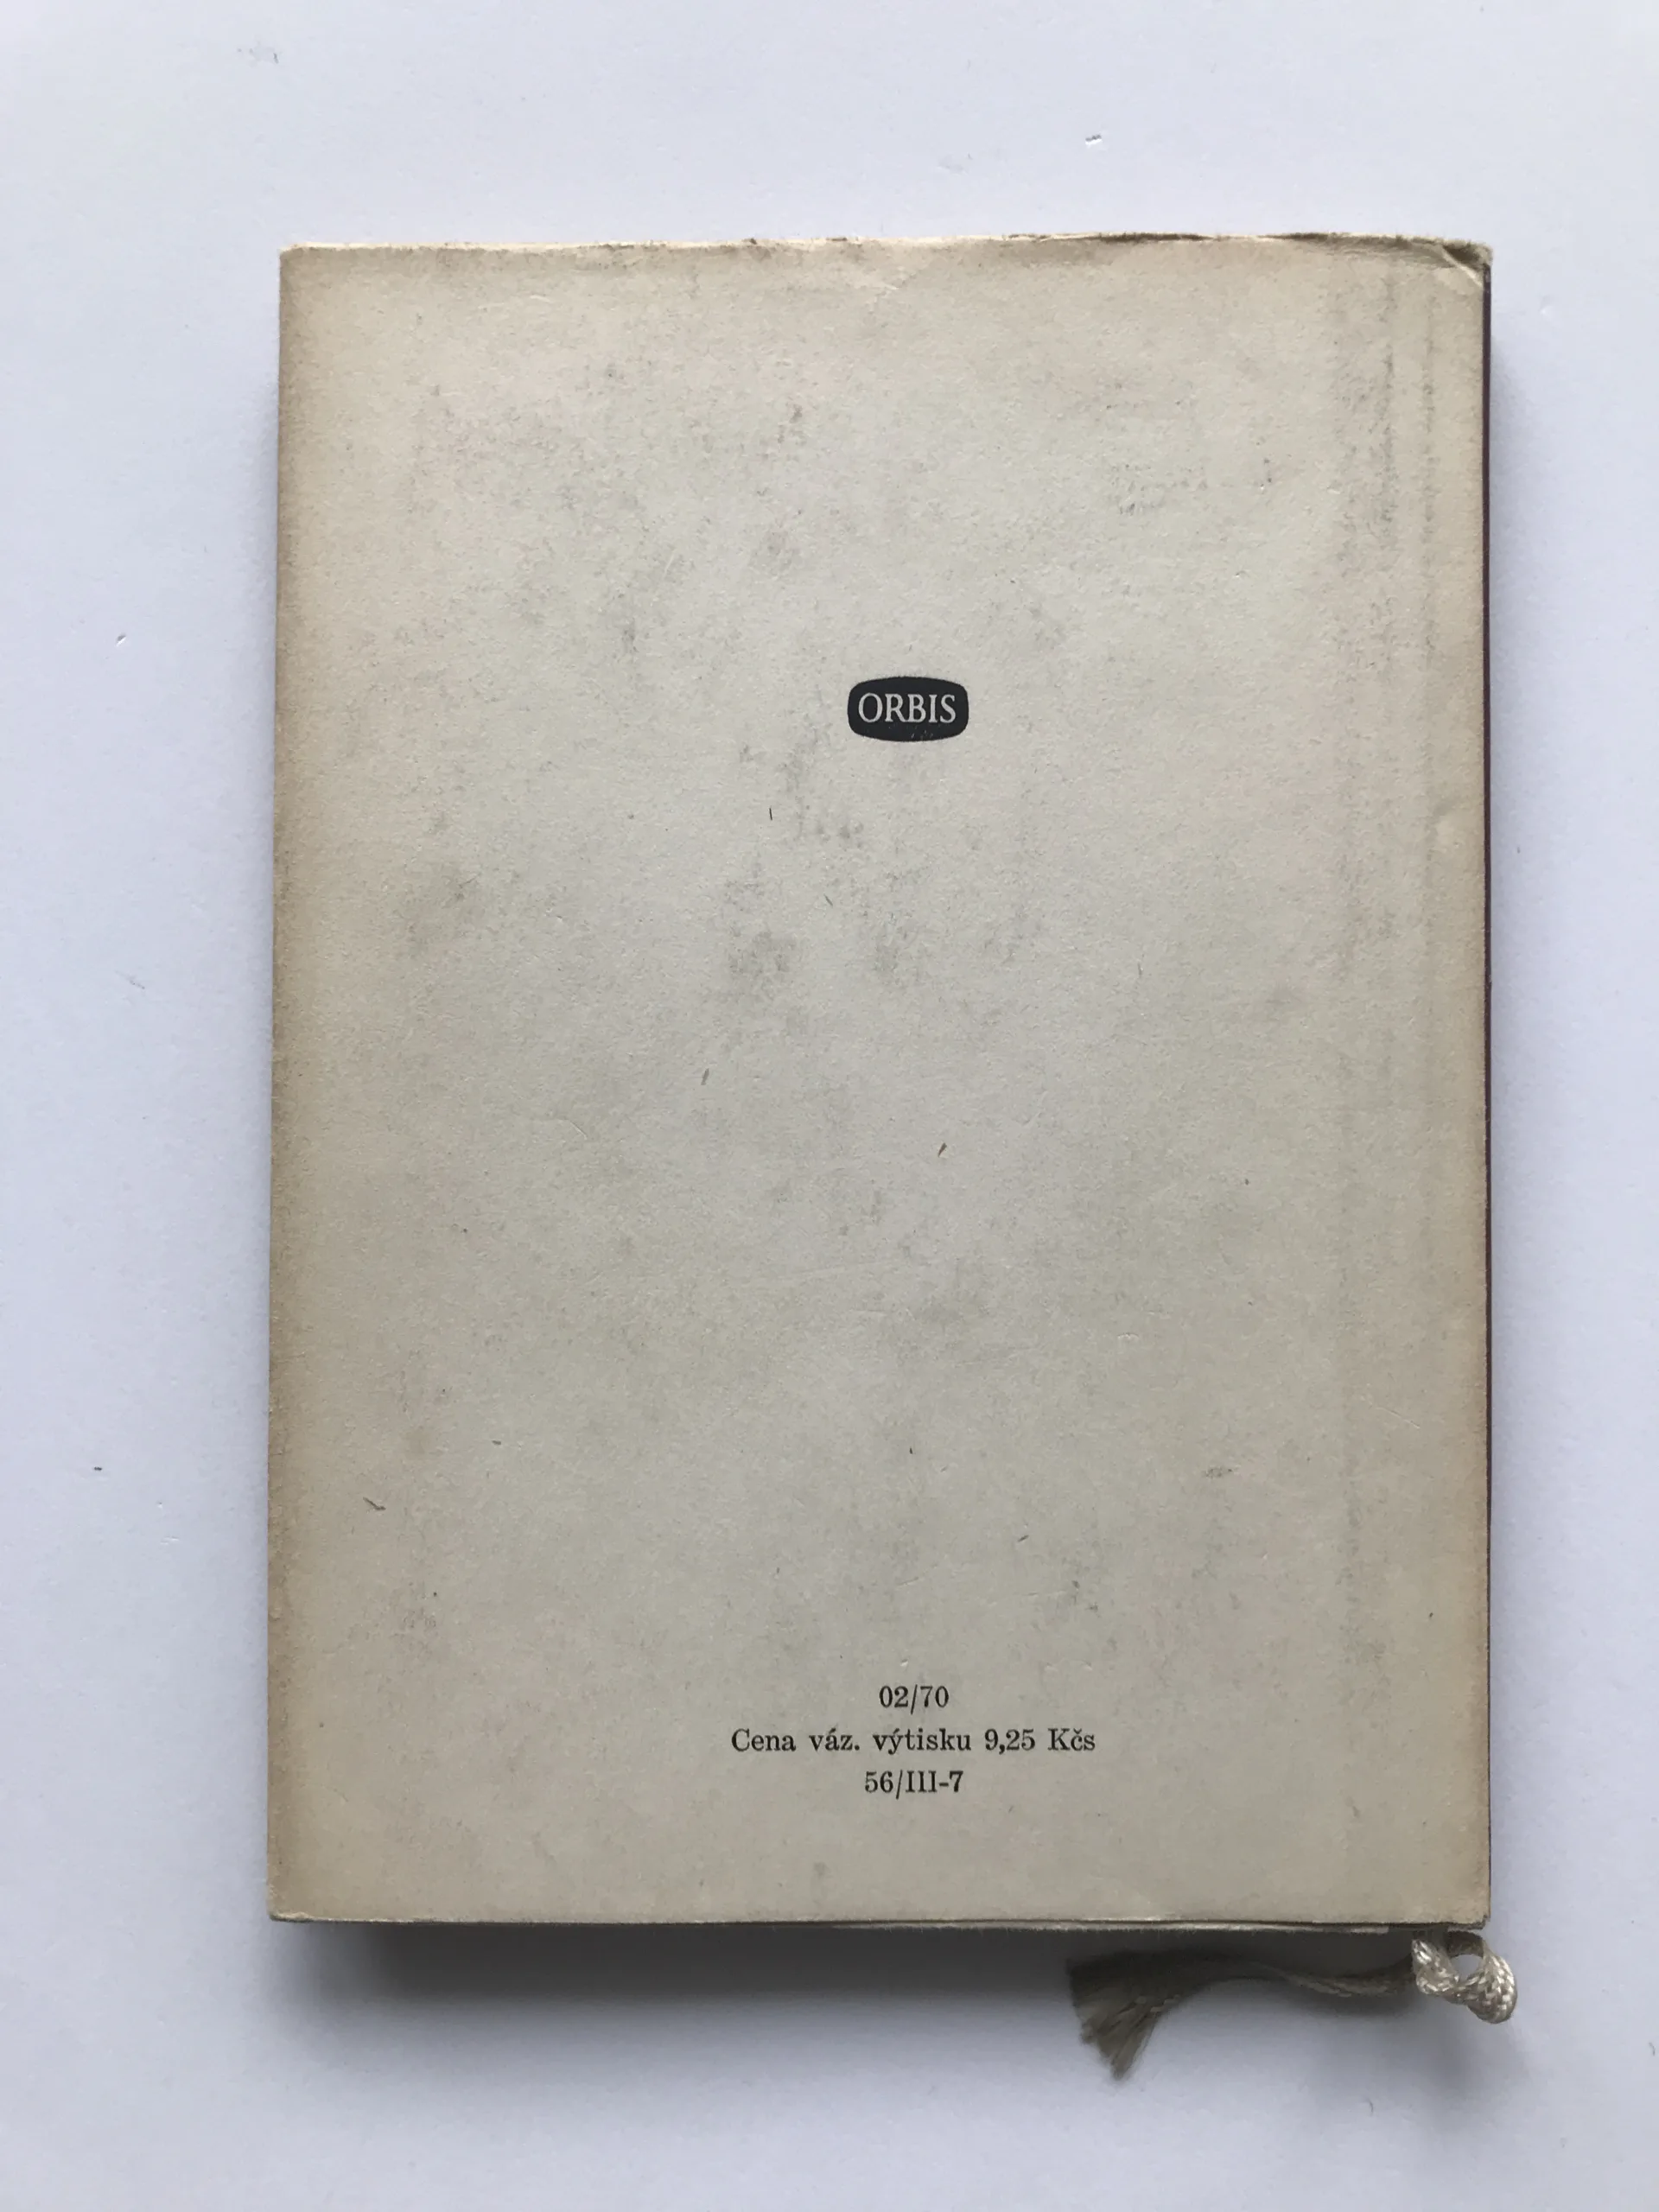 ORBIS
02/70
Cena váz. výtisku 9,25 Kčs
56/III-7